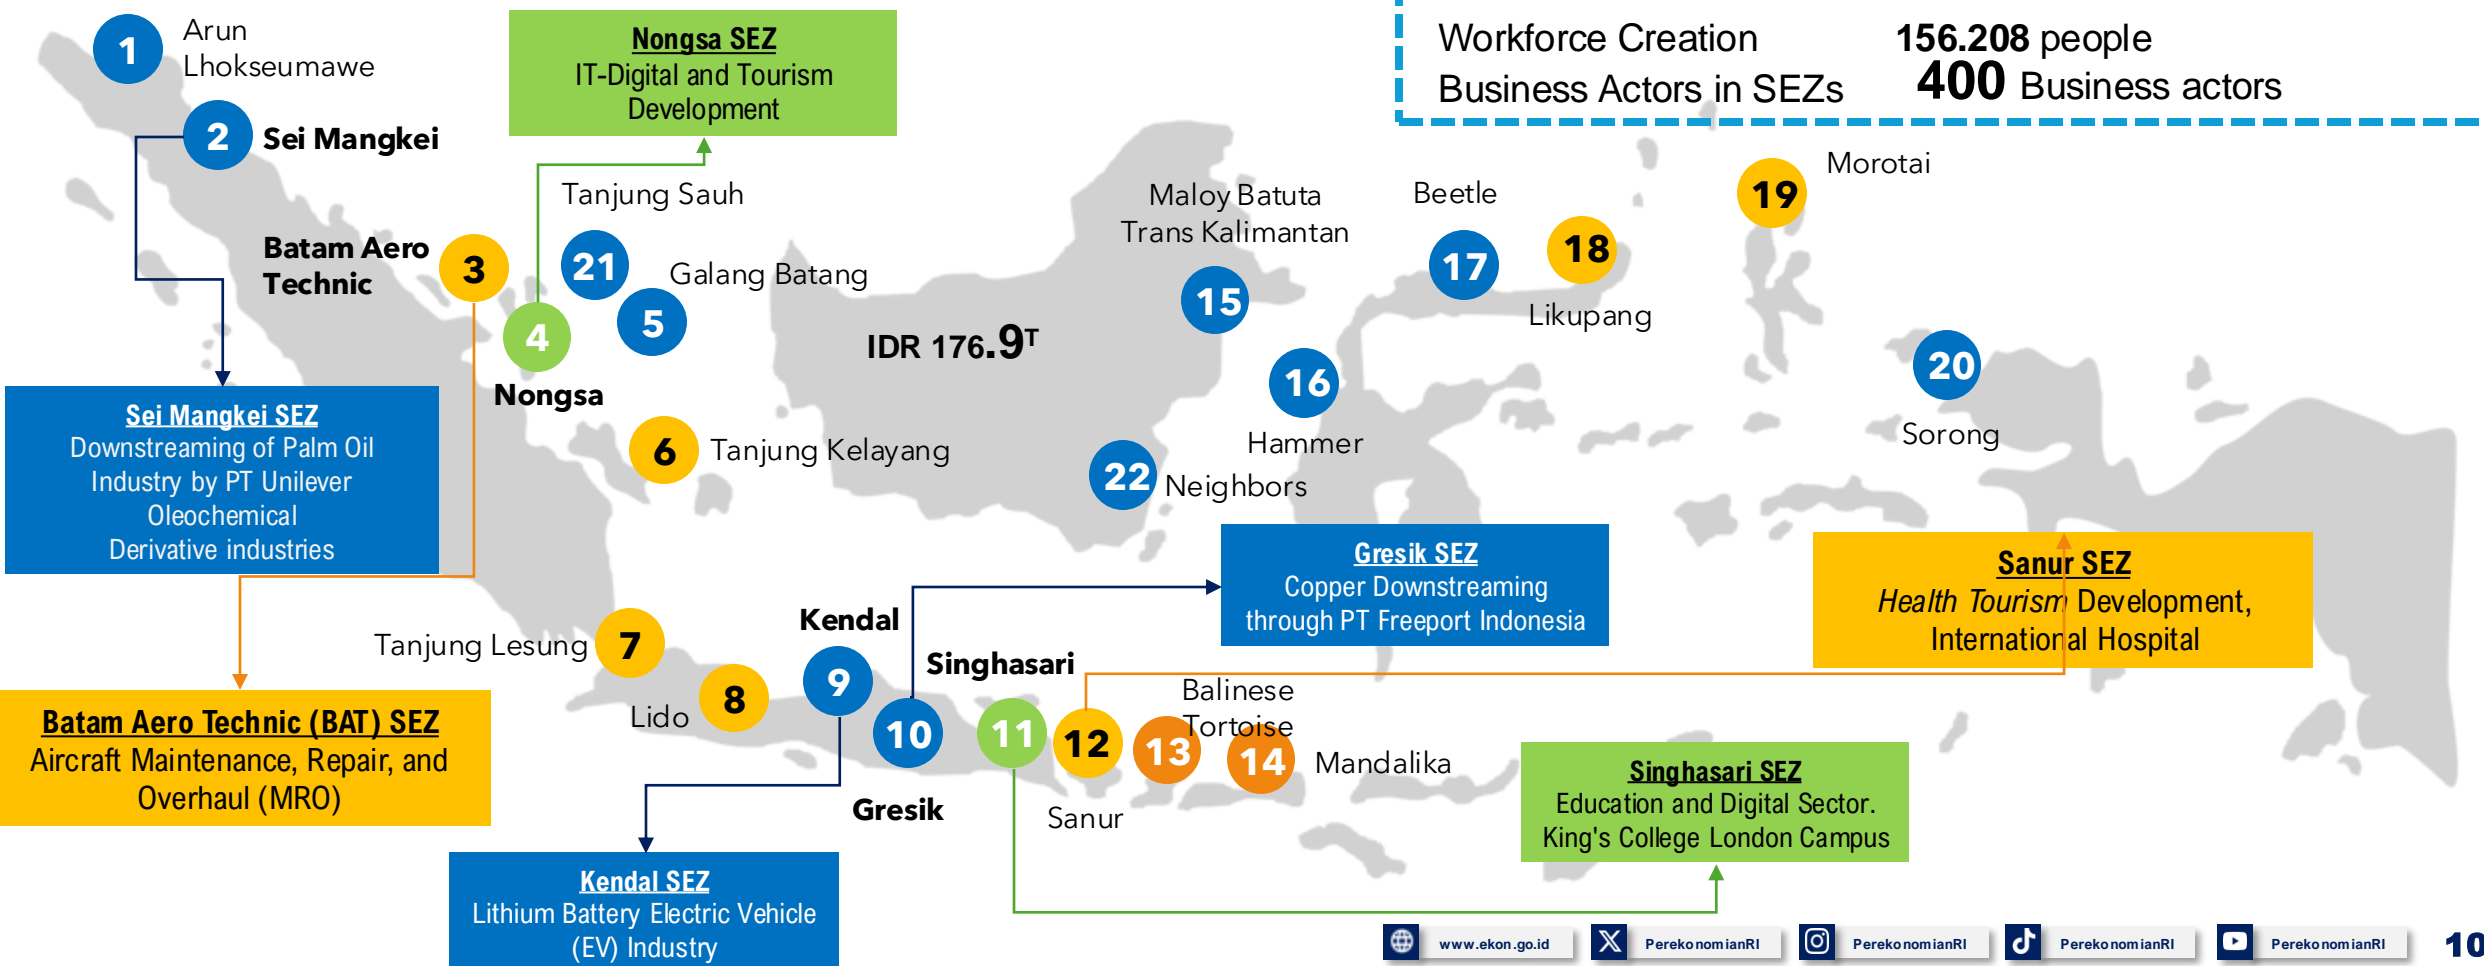 Workforce Creation 156.208 people
Business Actors in SEZs 400 Business actors
1
Arun
Lhokseumawe
2
Sei Mangkei
Nongsa SEZ
IT-Digital and Tourism
Development
Tanjung Sauh
21
Batam Aero
Technic
3
4
Nongsa
Galang Batang
5
6
Tanjung Kelayang
IDR 176.9T
Maloy Batuta
Trans Kalimantan
15
Beetle
17
18
Likupang
19
Morotai
16
Hammer
22
Neighbors
20
Sorong
Sei Mangkei SEZ
Downstreaming of Palm Oil
Industry by PT Unilever
Oleochemical
Derivative industries
Gresik SEZ
Copper Downstreaming
through PT Freeport Indonesia
Sanur SEZ
Health Tourism Development,
International Hospital
Tanjung Lesung
7
Lido
8
Kendal
9
10
Gresik
Singhasari
11
12
Sanur
Balinese
Tortoise
13
14
Mandalika
Batam Aero Technic (BAT) SEZ
Aircraft Maintenance, Repair, and
Overhaul (MRO)
Kendal SEZ
Lithium Battery Electric Vehicle
(EV) Industry
Singhasari SEZ
Education and Digital Sector.
King's College London Campus
www.ekon.go.id
PerekonomianRI
PerekonomianRI
PerekonomianRI
PerekonomianRI
10